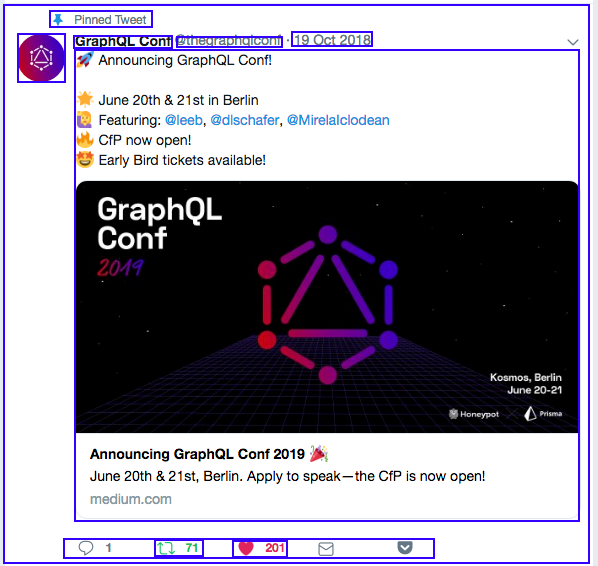 Pinned Tweet
GraphQL Conf @thegraphqlconf · 19 Oct 2018
🚀 Announcing GraphQL Conf!
🌟 June 20th & 21st in Berlin
🙋 Featuring: @leeb, @dlschafer, @MirelaIclodean
🔥 CfP now open!
🤩 Early Bird tickets available!
GraphQL
Conf
2019
Kosmos, Berlin
June 20-21
Honeypot × Prisma
Announcing GraphQL Conf 2019 🎉
June 20th & 21st, Berlin. Apply to speak—the CfP is now open!
medium.com
1 71 201